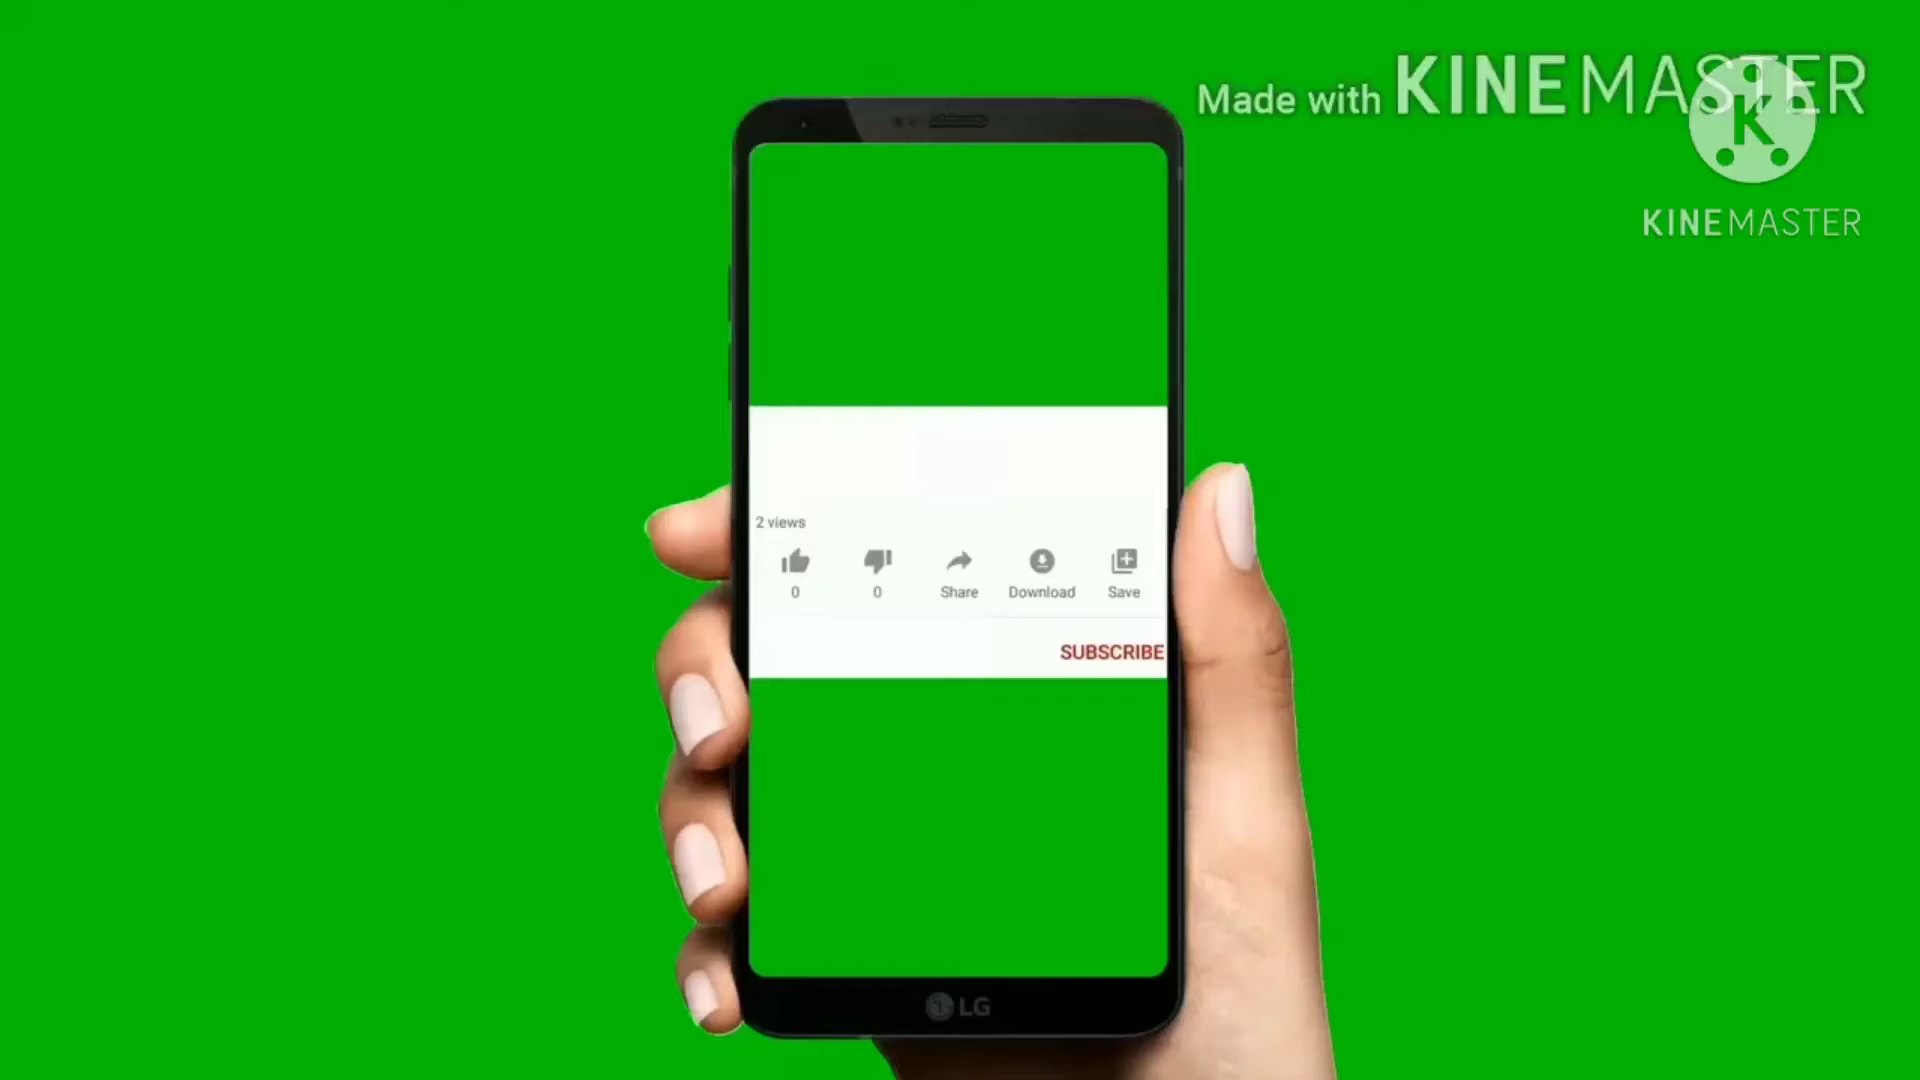 Made with KINEMASTER
K
KINEMASTER
2 views
0 0 Share Download Save
SUBSCRIBE
LG